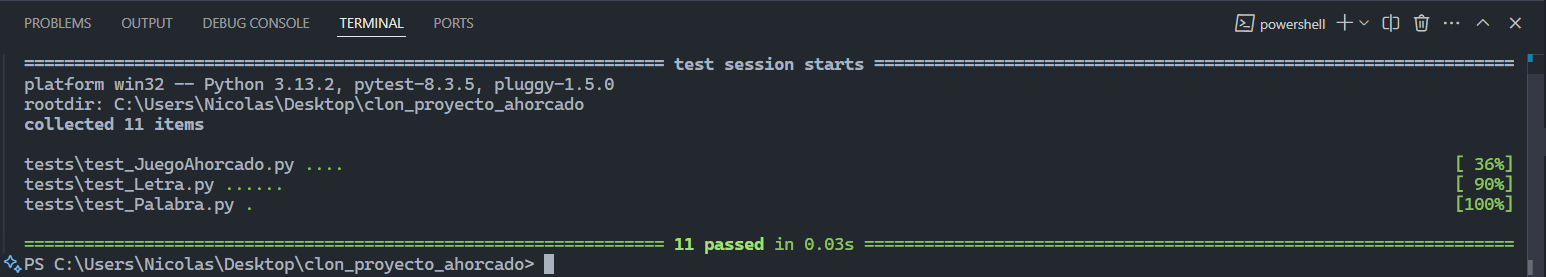 PROBLEMS OUTPUT DEBUG CONSOLE TERMINAL PORTS powershell
============================================================= test session starts =============================================================
platform win32 -- Python 3.13.2, pytest-8.3.5, pluggy-1.5.0
rootdir: C:\Users\Nicolas\Desktop\clon_proyecto_ahorcado
collected 11 items
tests\test_JuegoAhorcado.py .... [ 36%]
tests\test_Letra.py ...... [ 90%]
tests\test_Palabra.py . [100%]
============================================================= 11 passed in 0.03s ==============================================================
PS C:\Users\Nicolas\Desktop\clon_proyecto_ahorcado>